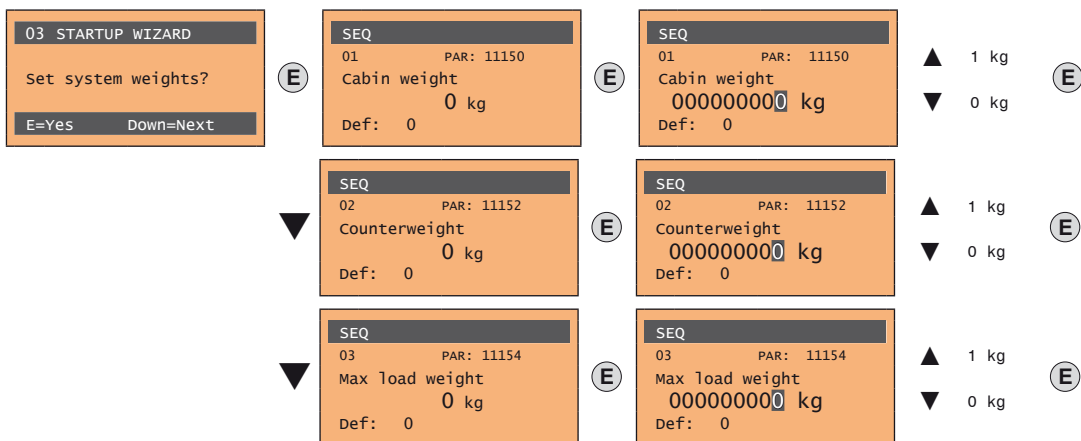 03 STARTUP WIZARD
Set system weights?
E=Yes Down=Next
E
SEQ
01 PAR: 11150
Cabin weight
0 kg
Def: 0
E
SEQ
01 PAR: 11150
Cabin weight
000000000 kg
Def: 0
▲ 1 kg
▼ 0 kg
E
▼
SEQ
02 PAR: 11152
Counterweight
0 kg
Def: 0
E
SEQ
02 PAR: 11152
Counterweight
000000000 kg
Def: 0
▲ 1 kg
▼ 0 kg
E
▼
SEQ
03 PAR: 11154
Max load weight
0 kg
Def: 0
E
SEQ
03 PAR: 11154
Max load weight
000000000 kg
Def: 0
▲ 1 kg
▼ 0 kg
E